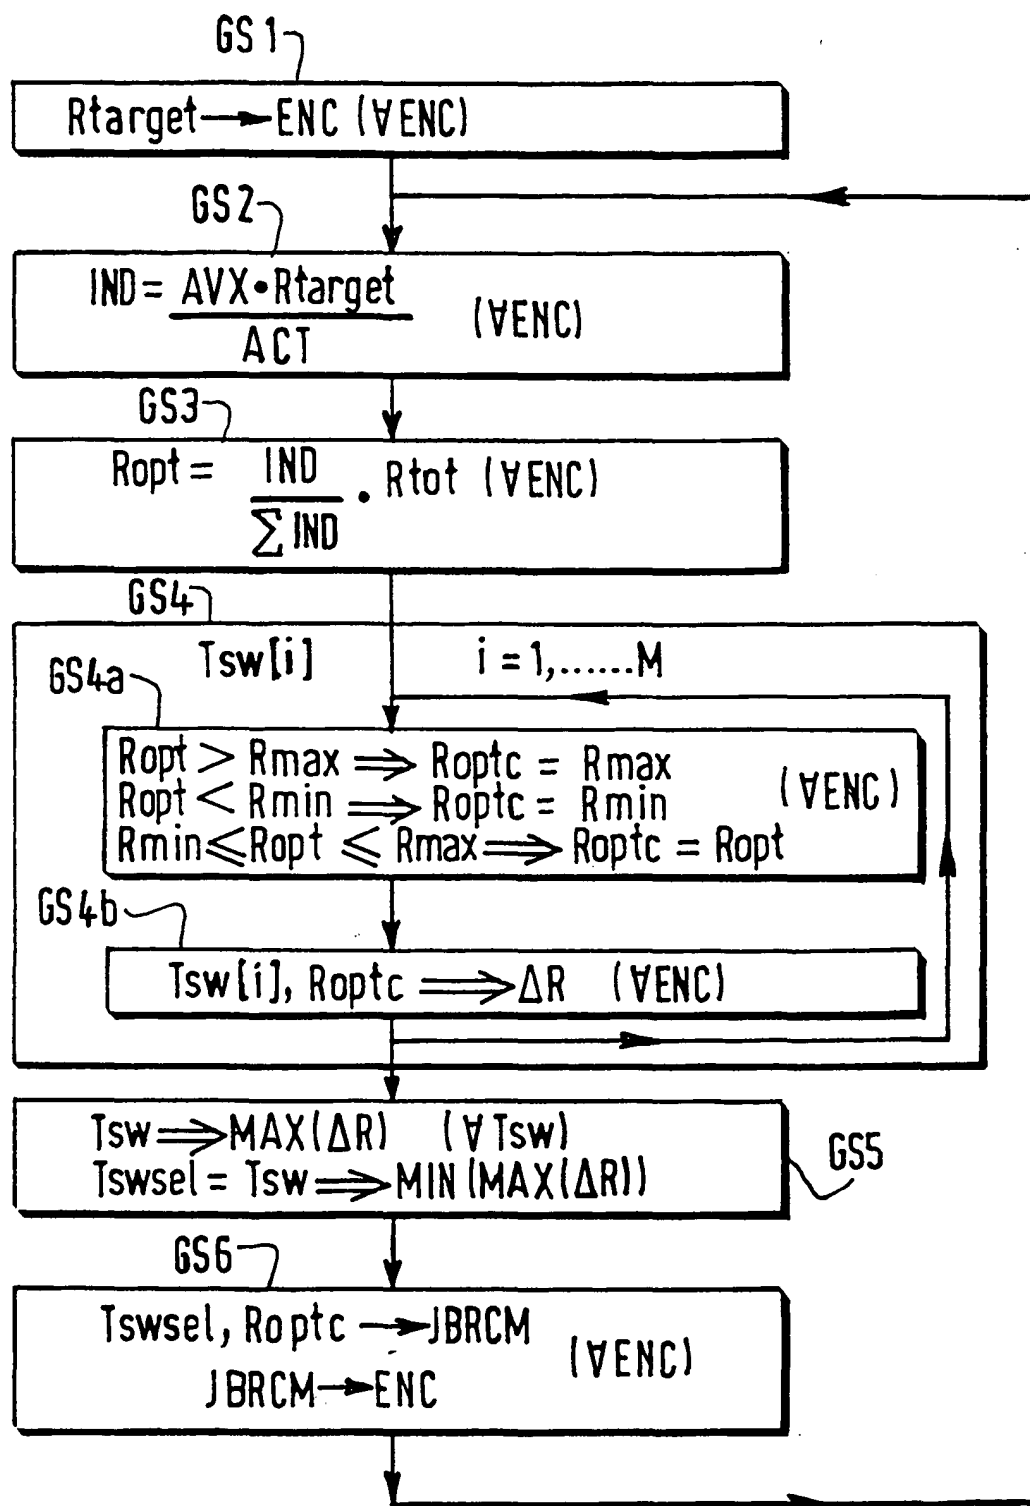 GS1
Rtarget→ENC (∀ENC)
GS2
IND = AVX•Rtarget / ACT (∀ENC)
GS3
Ropt = IND / ∑ IND • Rtot (∀ENC)
GS4
Tsw[i] i = 1,......M
GS4a
Ropt > Rmax ⟹ Roptc = Rmax
Ropt < Rmin ⟹ Roptc = Rmin (∀ENC)
Rmin ⩽ Ropt ⩽ Rmax ⟹ Roptc = Ropt
GS4b
Tsw[i], Roptc ⟹ ΔR (∀ENC)
Tsw ⟹ MAX(ΔR) (∀Tsw)
Tswsel = Tsw ⟹ MIN(MAX(ΔR))
GS5
GS6
Tswsel, Roptc → JBRCM
(∀ENC)
JBRCM → ENC